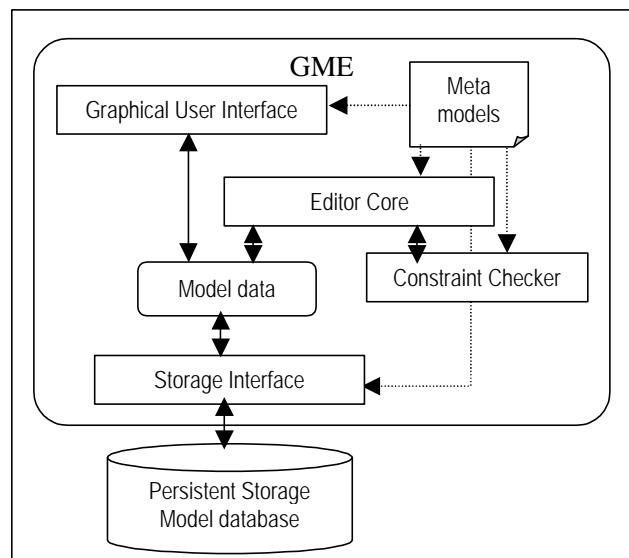 GME
Meta
models
Graphical User Interface
Editor Core
Model data
Constraint Checker
Storage Interface
Persistent Storage
Model database